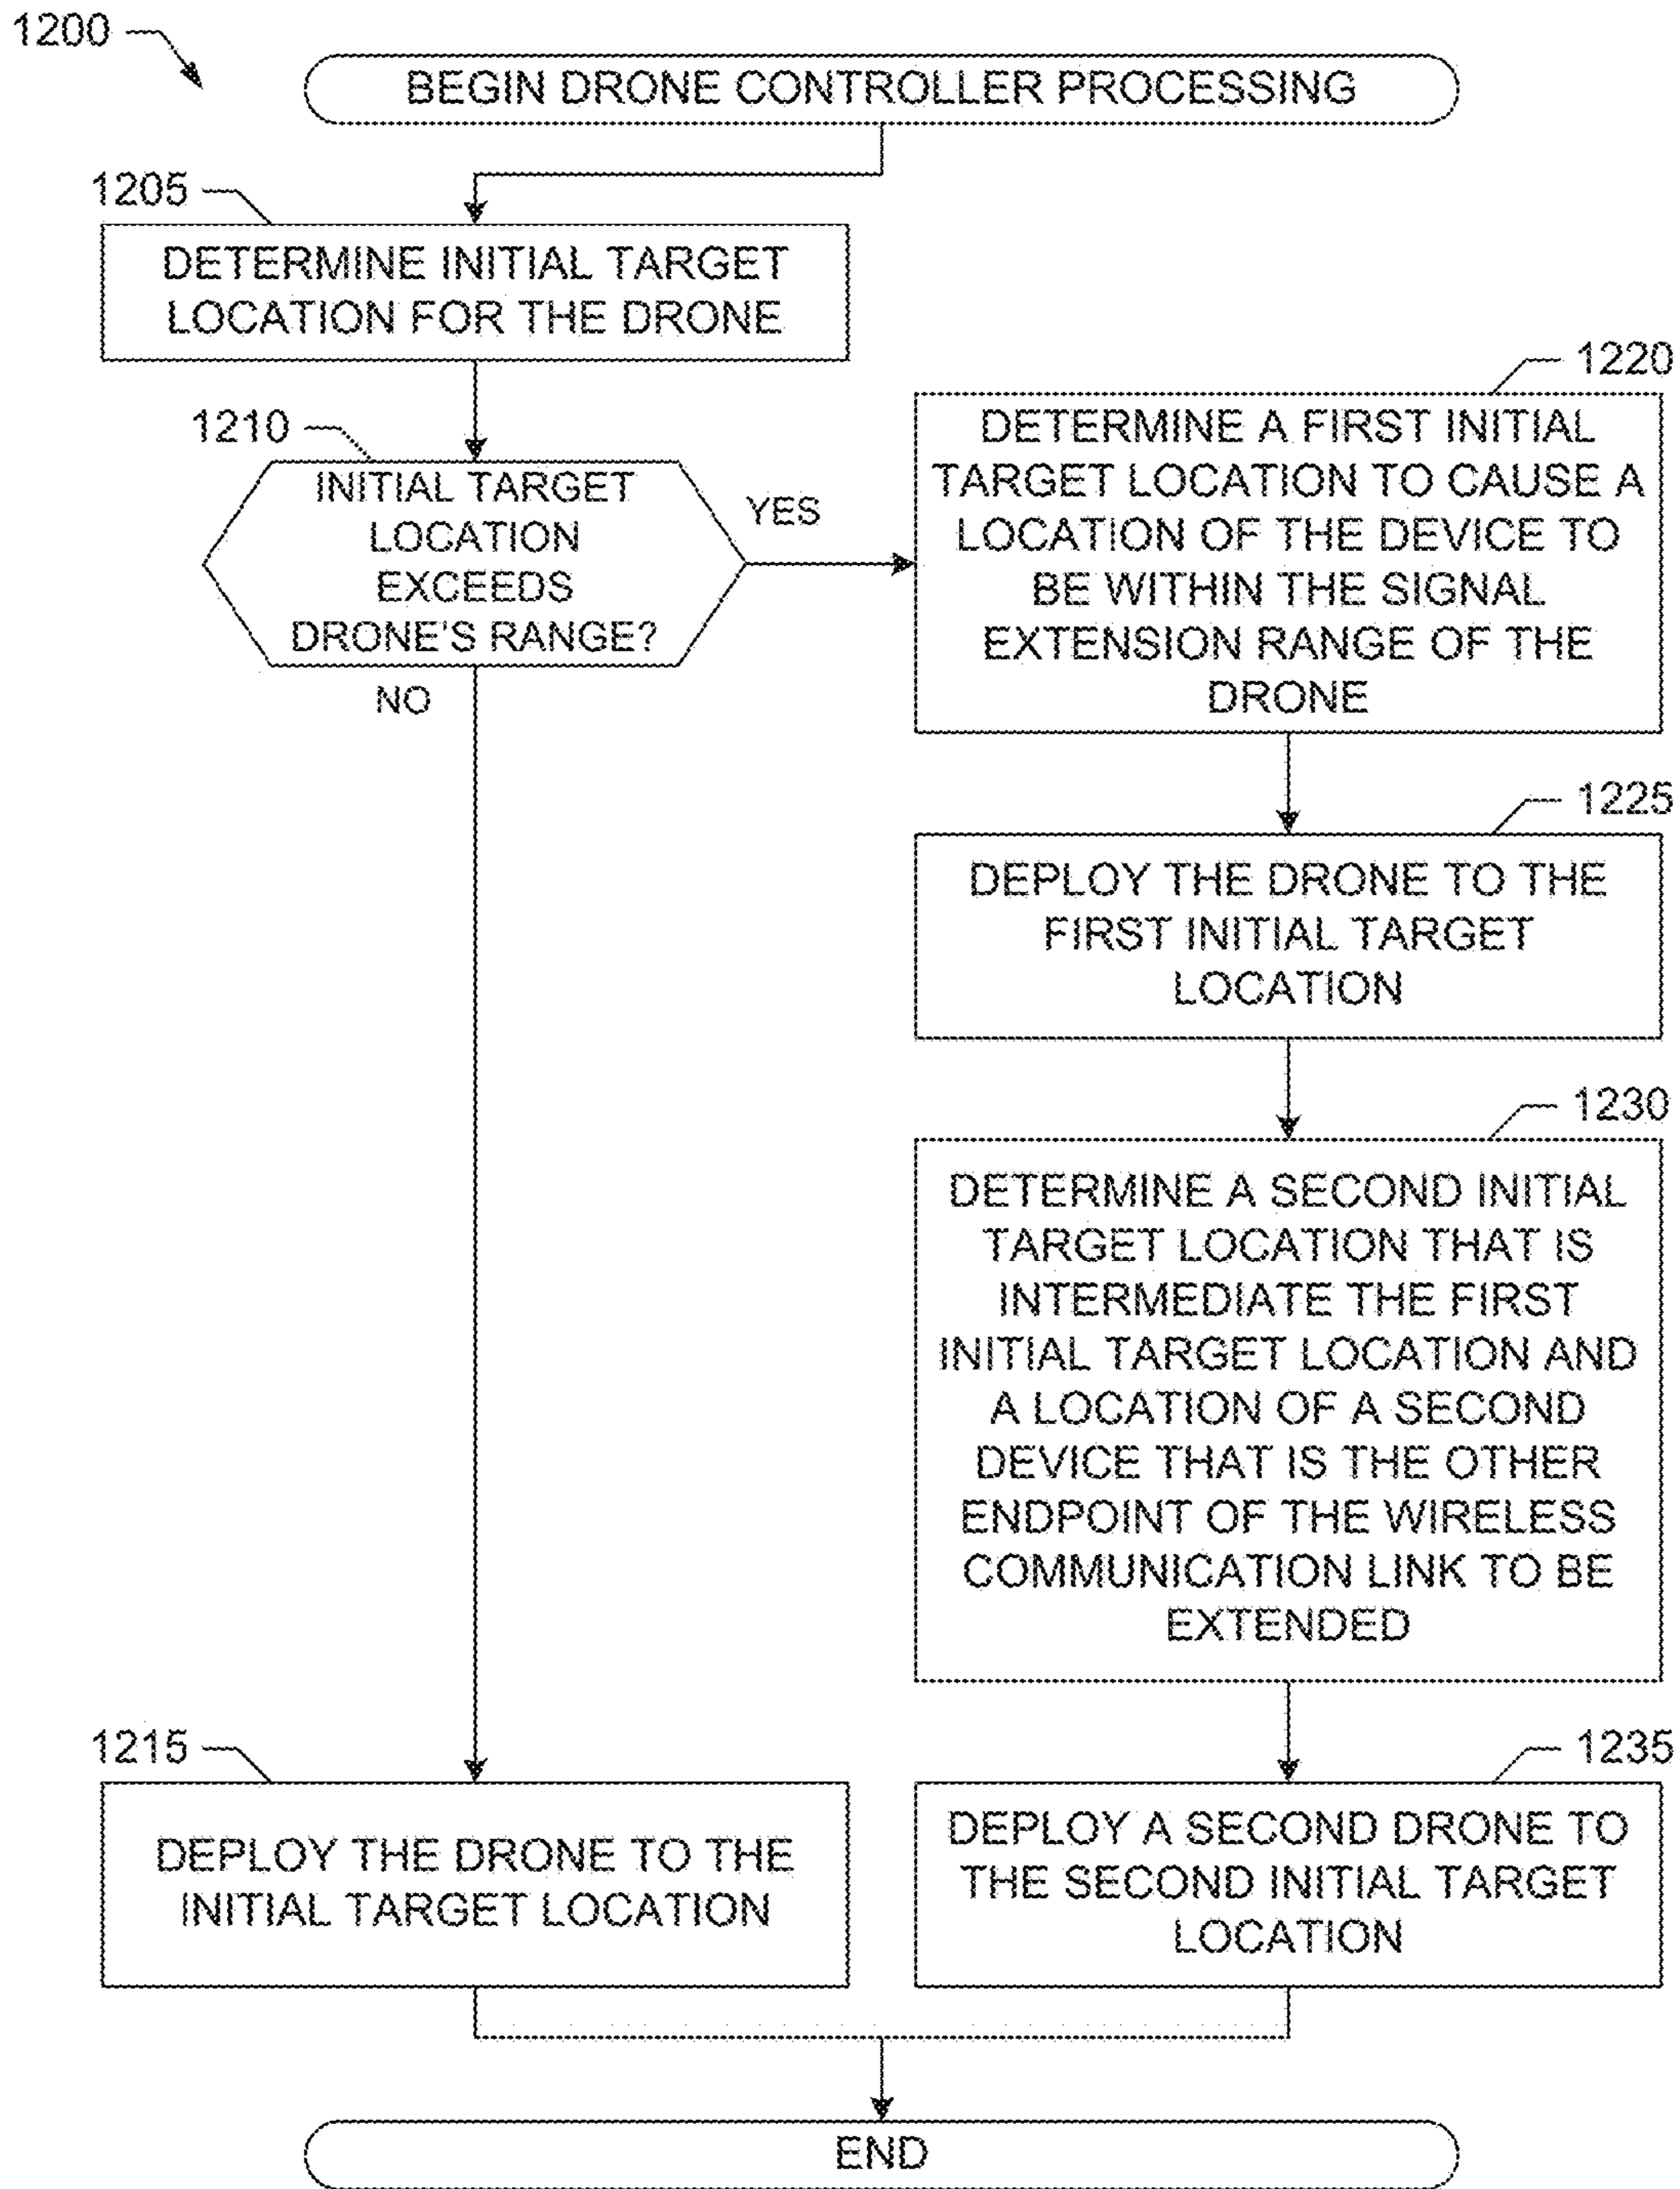 1200
BEGIN DRONE CONTROLLER PROCESSING
1205
DETERMINE INITIAL TARGET
LOCATION FOR THE DRONE
1210
INITIAL TARGET
LOCATION
EXCEEDS
DRONE'S RANGE?
YES
NO
1220
DETERMINE A FIRST INITIAL
TARGET LOCATION TO CAUSE A
LOCATION OF THE DEVICE TO
BE WITHIN THE SIGNAL
EXTENSION RANGE OF THE
DRONE
1225
DEPLOY THE DRONE TO THE
FIRST INITIAL TARGET
LOCATION
1230
DETERMINE A SECOND INITIAL
TARGET LOCATION THAT IS
INTERMEDIATE THE FIRST
INITIAL TARGET LOCATION AND
A LOCATION OF A SECOND
DEVICE THAT IS THE OTHER
ENDPOINT OF THE WIRELESS
COMMUNICATION LINK TO BE
EXTENDED
1215
DEPLOY THE DRONE TO THE
INITIAL TARGET LOCATION
1235
DEPLOY A SECOND DRONE TO
THE SECOND INITIAL TARGET
LOCATION
END